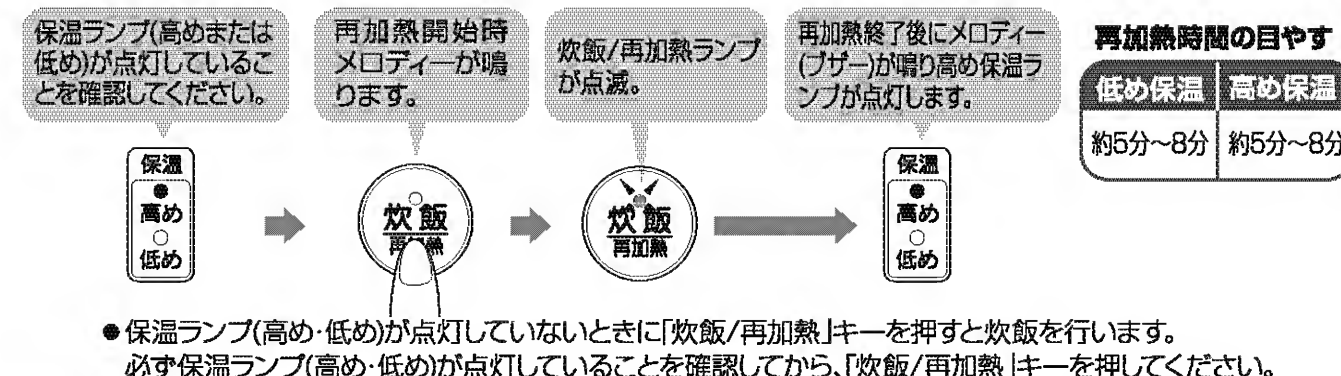 保温ランプ(高めまたは
低め)が点灯しているこ
とを確認してください。
再加熱開始時
メロディーが鳴
ります。
炊飯/再加熱ランプ
が点滅。
再加熱終了後にメロディー
(ブザー)が鳴り高め保温ラ
ンプが点灯します。
再加熱時間の目やす
低め保温 高め保温
約5分〜8分 約5分〜8分
保温
高め
低め
炊飯
再加熱
炊飯
再加熱
保温
高め
低め
●保温ランプ(高め·低め)が点灯していないときに「炊飯/再加熱」キーを押すと炊飯を行います。
必ず保温ランプ(高め·低め)が点灯していることを確認してから、「炊飯/再加熱」キーを押してください。